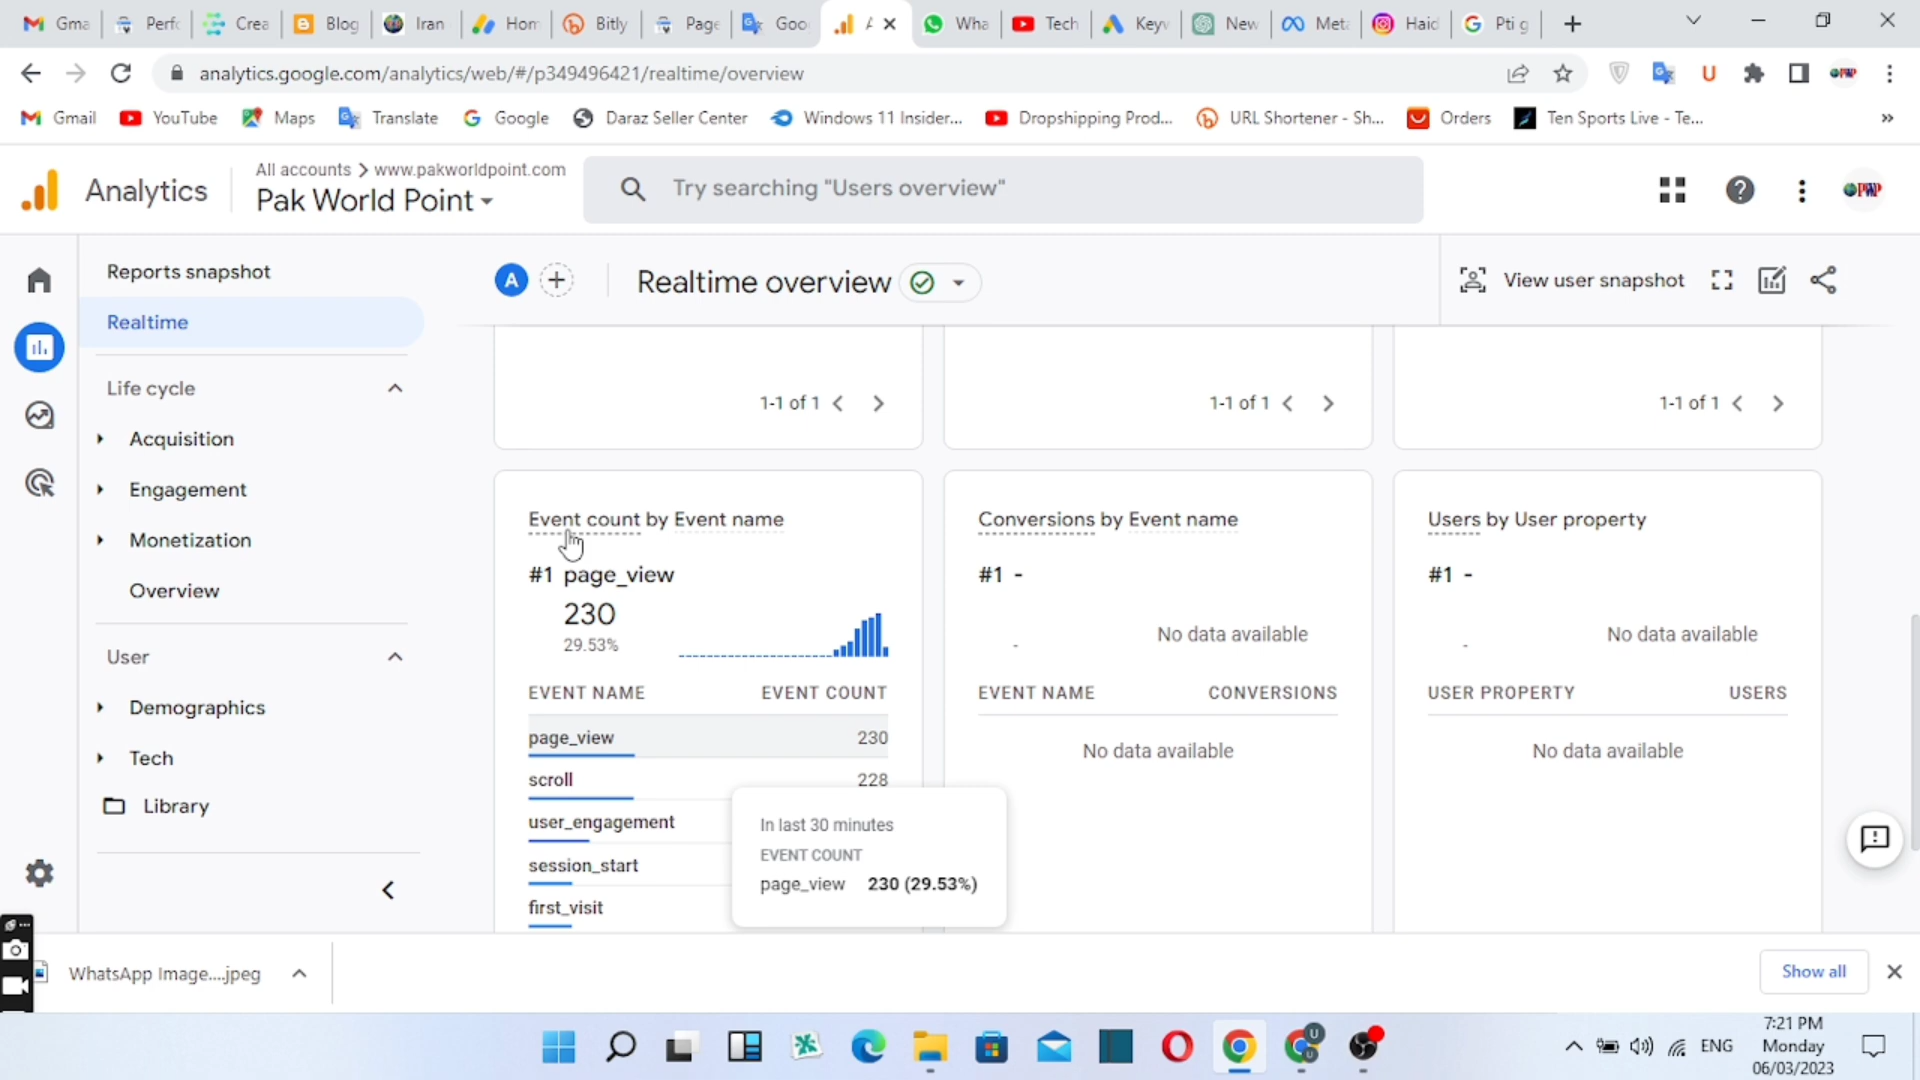 Gma
Perfo
Crea
Blog
Iran
Hom
Bitly
Page
Goo
Wha
Tech
Keyw
New
Meta
Haid
Pti g
analytics.google.com/analytics/web/#/p349496421/realtime/overview
Gmail
YouTube
Maps
Translate
Google
Daraz Seller Center
Windows 11 Insider...
Dropshipping Prod...
URL Shortener - Sh...
Orders
Ten Sports Live - Te...
»
Analytics
All accounts > www.pakworldpoint.com
Pak World Point
Try searching "Users overview"
PWP
Reports snapshot
Realtime
Life cycle
Acquisition
Engagement
Monetization
Overview
User
Demographics
Tech
Library
A
Realtime overview
View user snapshot
1-1 of 1
1-1 of 1
1-1 of 1
Event count by Event name
#1 page_view
230
29.53%
EVENT NAME EVENT COUNT
page_view 230
scroll 228
user_engagement
session_start
first_visit
In last 30 minutes
EVENT COUNT
page_view 230 (29.53%)
Conversions by Event name
#1 -
- No data available
EVENT NAME CONVERSIONS
No data available
Users by User property
#1 -
- No data available
USER PROPERTY USERS
No data available
WhatsApp Image....jpeg
Show all
ENG
7:21 PM
Monday
06/03/2023